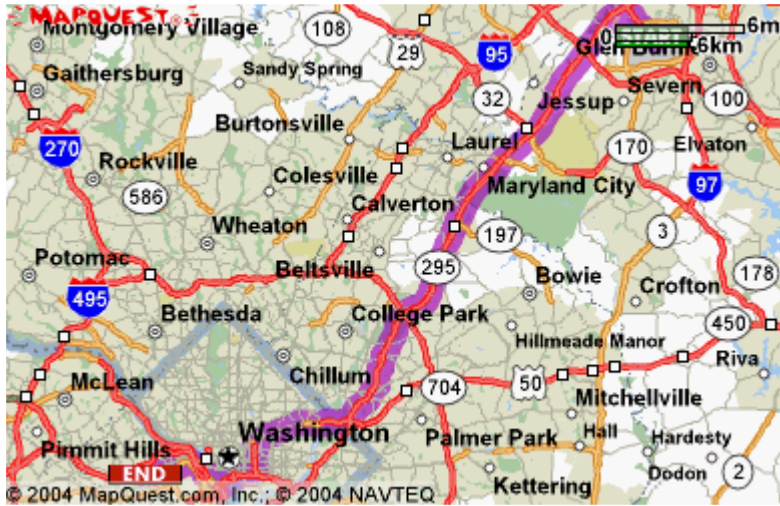 MAPQUEST
Montgomery Village
108
29
95
0
6m
START
6km
Glen Burnie
Gaithersburg
Sandy Spring
32
Jessup
Severn
100
Burtonsville
Laurel
Elvaton
270
Rockville
Colesville
170
586
Maryland City
97
Calverton
Wheaton
197
3
Potomac
Beltsville
295
178
Bowie
Crofton
495
Bethesda
College Park
450
Hillmeade Manor
Riva
McLean
Chillum
704
50
Mitchellville
Washington
Pimmit Hills
Palmer Park
Hall
Hardesty
END
Kettering
Dodon
2
© 2004 MapQuest.com, Inc.; © 2004 NAVTEQ